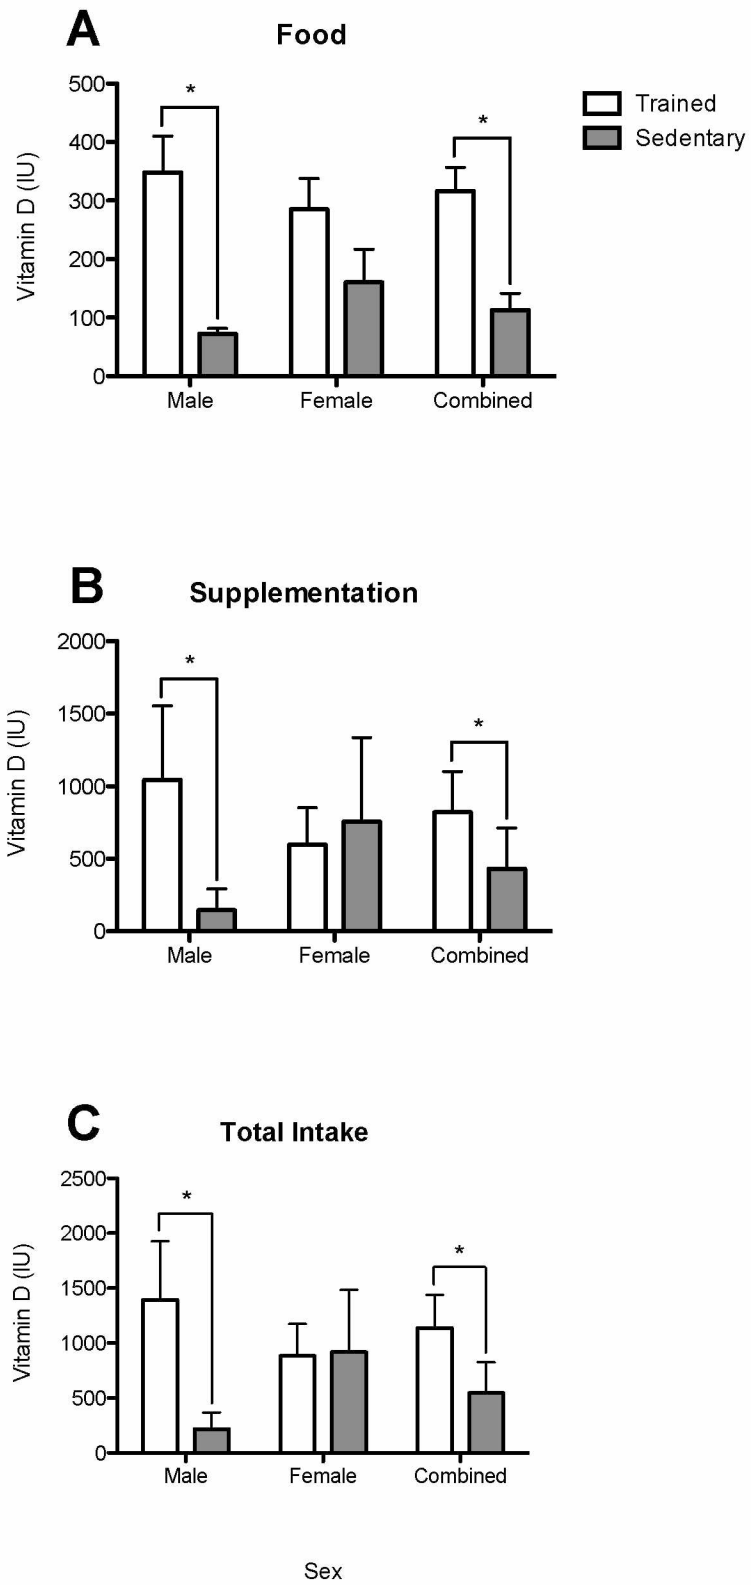 A
Food
500
400
300
200
100
0
Vitamin D (IU)
*
*
Trained
Sedentary
Male
Female
Combined
B
Supplementation
2000
1500
1000
500
0
Vitamin D (IU)
*
*
Male
Female
Combined
C
Total Intake
2500
2000
1500
1000
500
0
Vitamin D (IU)
*
*
Male
Female
Combined
Sex